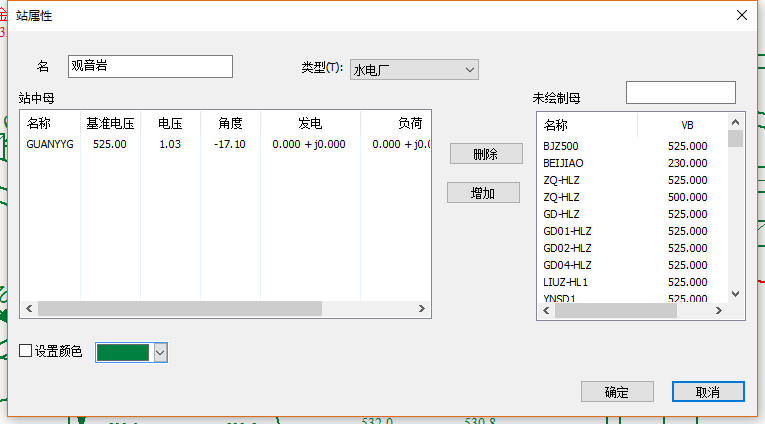 站属性
名 观音岩 类型(T): 水电厂
站中母 未绘制母
名称 基准电压 电压 角度 发电 负荷
GUANYYG 525.00 1.03 -17.10 0.000 +j0.000 0.000 +j0.0
删除
增加
名称 VB
BJZ500 525.000
BEIJIAO 230.000
ZQ-HLZ 525.000
ZQ-HLZ 500.000
GD-HLZ 525.000
GD01-HLZ 525.000
GD02-HLZ 525.000
GD04-HLZ 525.000
LIUZ-HL1 525.000
YNSD1 525.000
设置颜色
确定 取消
532.0 530.8